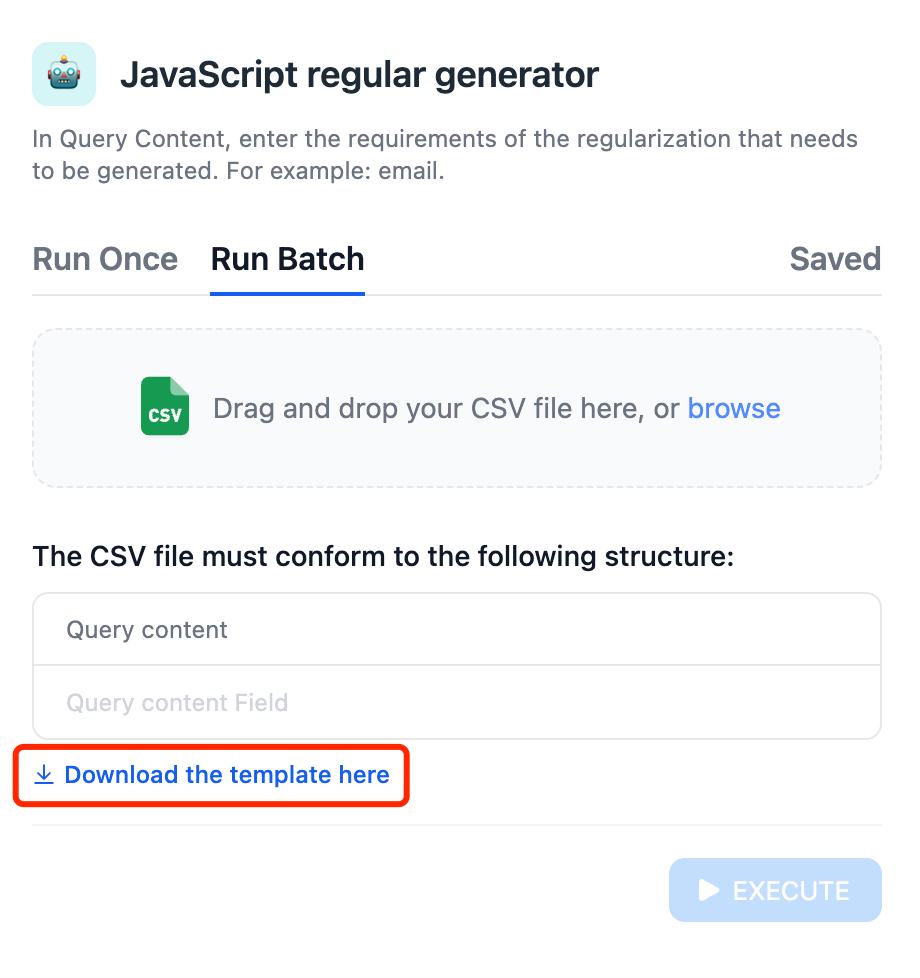 JavaScript regular generator
In Query Content, enter the requirements of the regularization that needs
to be generated. For example: email.
Run Once Run Batch Saved
CSV Drag and drop your CSV file here, or browse
The CSV file must conform to the following structure:
Query content
Query content Field
Download the template here
EXECUTE